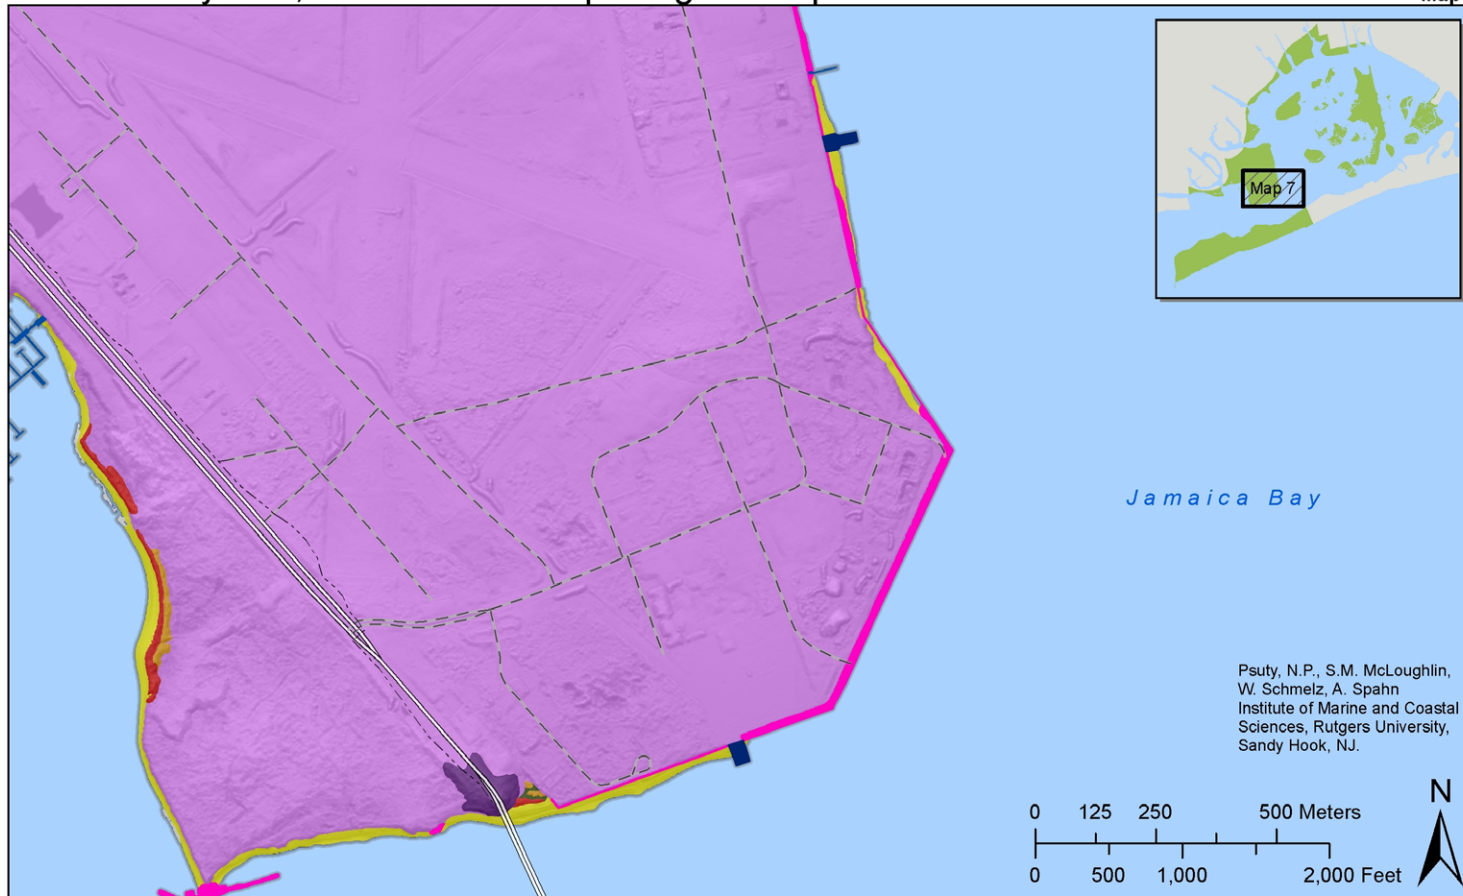 Map 7
Jamaica Bay
Psuty, N.P., S.M. McLoughlin,
W. Schmelz, A. Spahn
Institute of Marine and Coastal
Sciences, Rutgers University,
Sandy Hook, NJ.
N
0 125 250 500 Meters
0 500 1,000 2,000 Feet